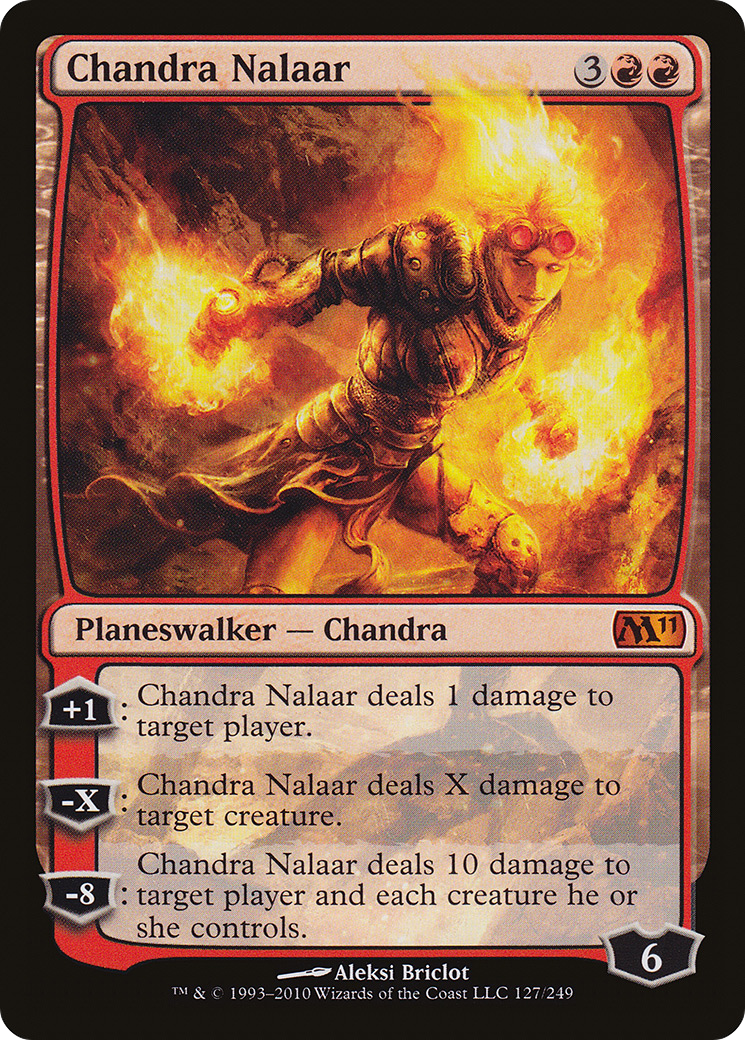 Chandra Nalaar 3
Planeswalker — Chandra M11
+1: Chandra Nalaar deals 1 damage to
target player.
-X: Chandra Nalaar deals X damage to
target creature.
Chandra Nalaar deals 10 damage to
-8: target player and each creature he or
she controls.
6
Aleksi Briclot
™ & © 1993–2010 Wizards of the Coast LLC 127/249